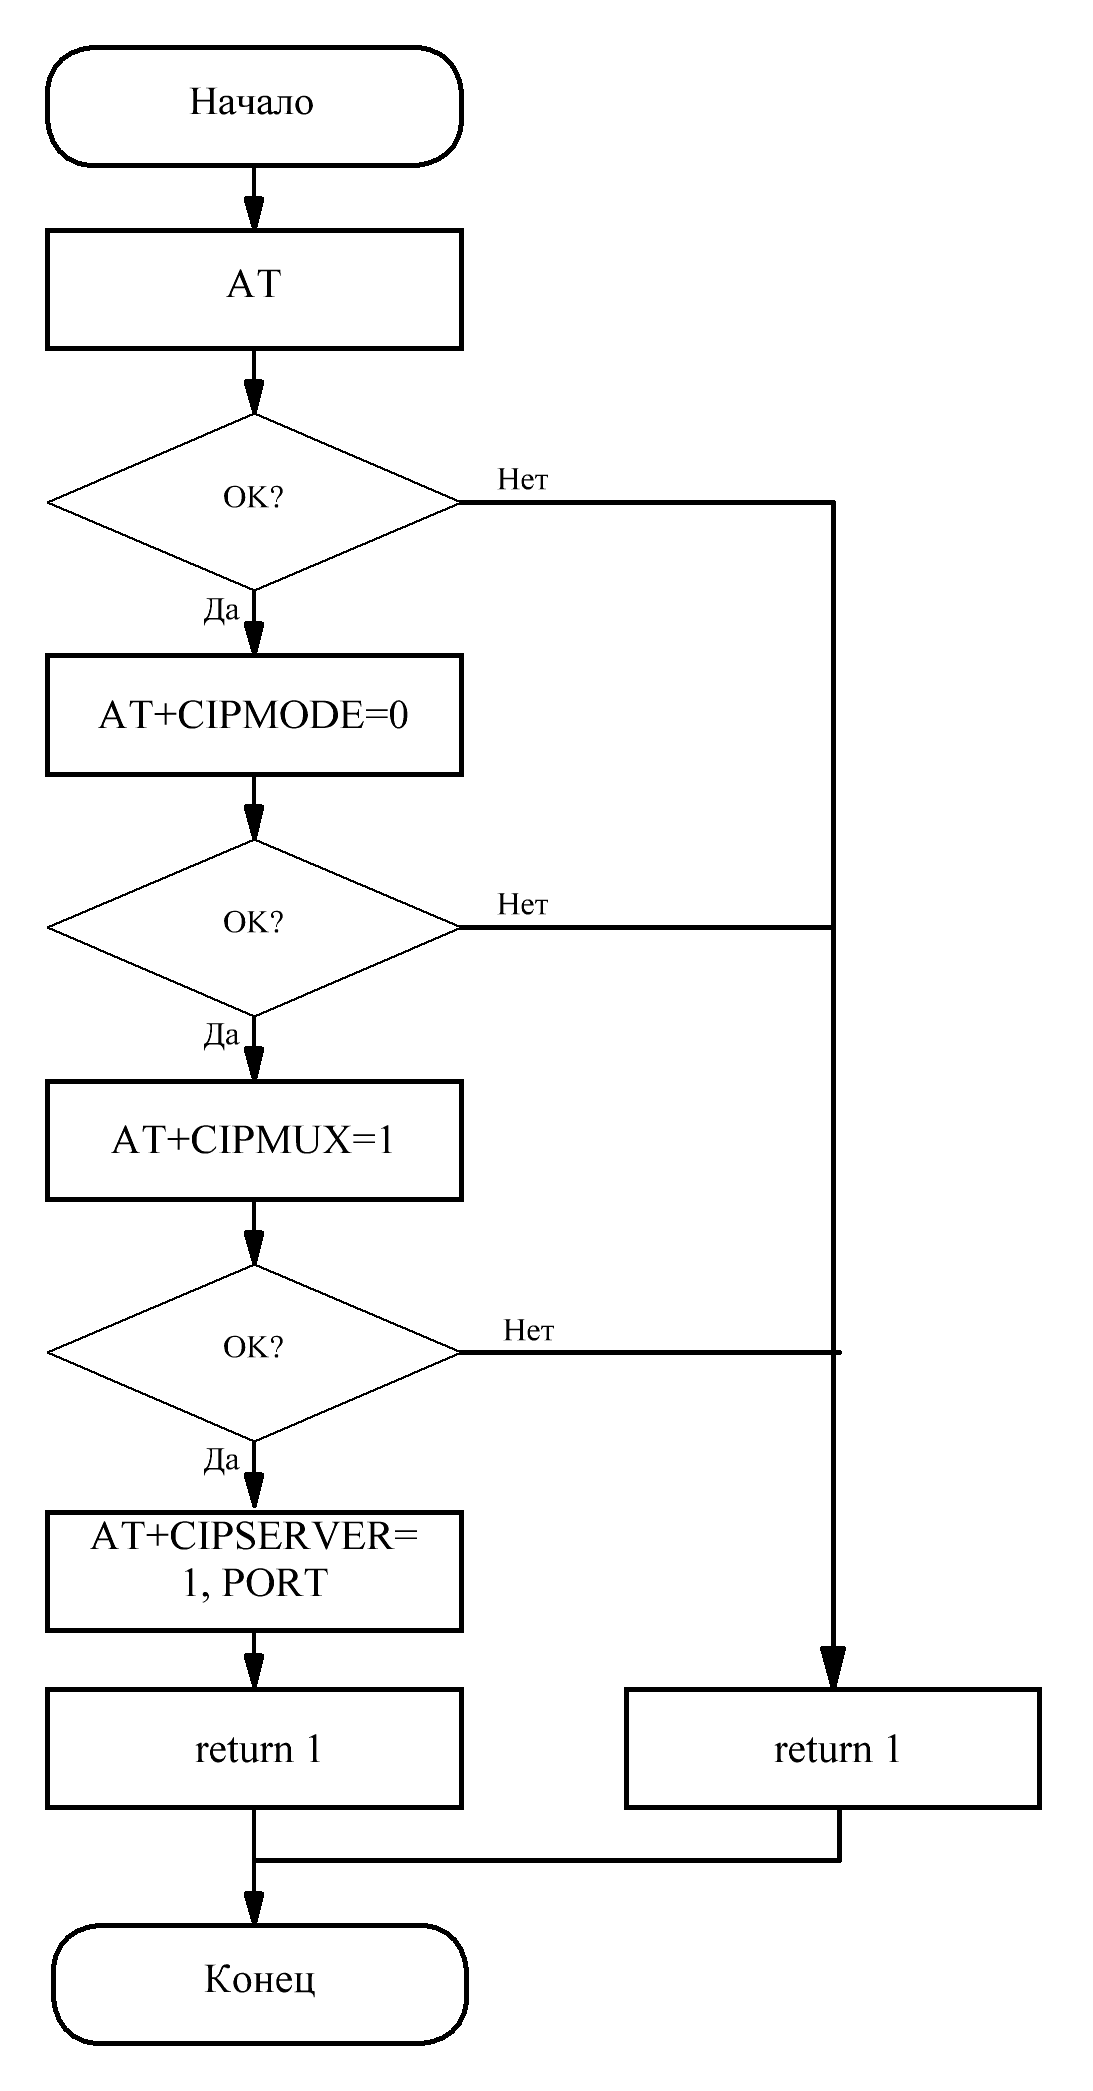 Начало
AT
OK?
Нет
Да
AT+CIPMODE=0
OK?
Нет
Да
AT+CIPMUX=1
OK?
Нет
Да
AT+CIPSERVER=
1, PORT
return 1
return 1
Конец